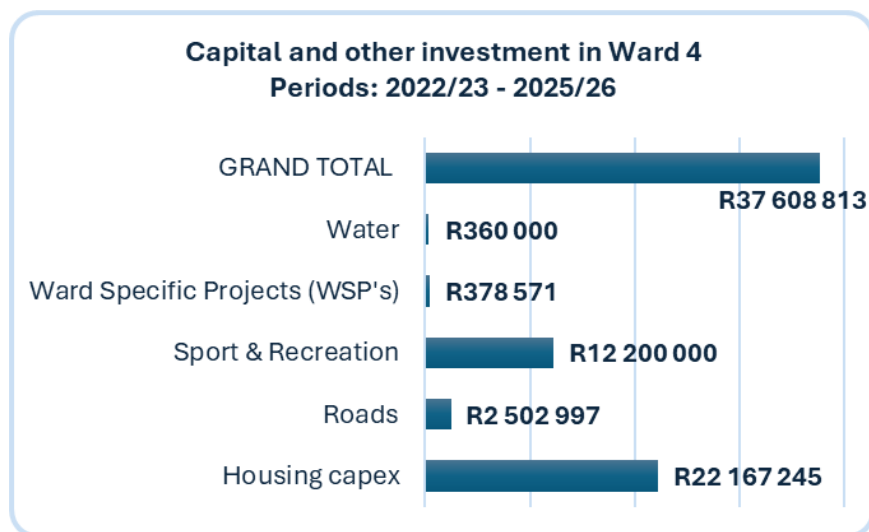 Capital and other investment in Ward 4
Periods: 2022/23 - 2025/26
GRAND TOTAL
R37 608 813
Water R360 000
Ward Specific Projects (WSP's) R378 571
Sport & Recreation R12 200 000
Roads R2 502 997
Housing capex R22 167 245